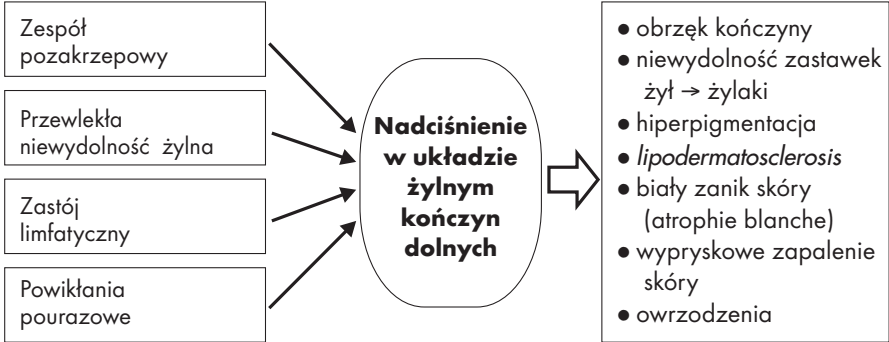 Zespół
pozakrzepowy
Przewlekła
niewydolność żylna
Zastój
limfatyczny
Powikłania
pourazowe
Nadciśnienie
w układzie
żylnym
kończyn
dolnych
● obrzęk kończyny
● niewydolność zastawek
żył → żylaki
● hiperpigmentacja
● lipodermatosclerosis
● biały zanik skóry
(atrophie blanche)
● wypryskowe zapalenie
skóry
● owrzodzenia